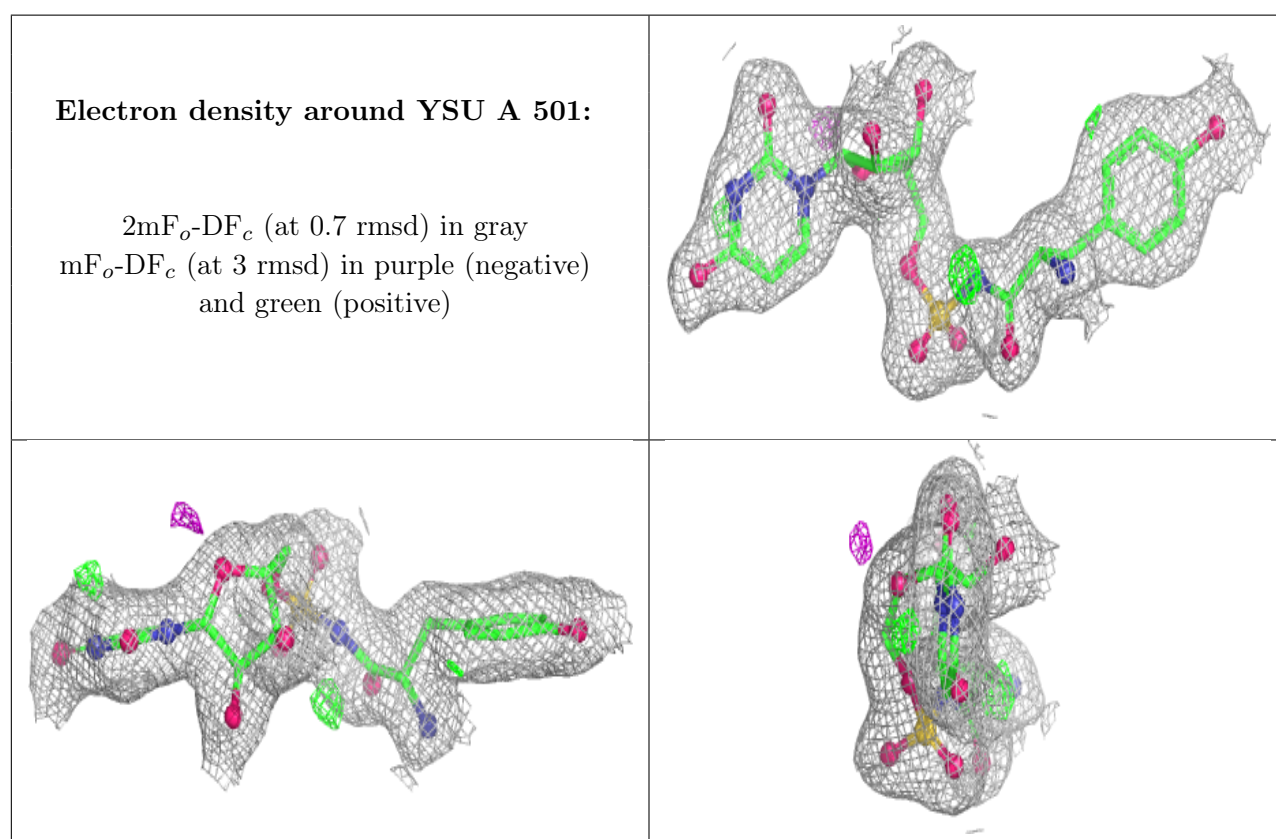 Electron density around YSU A 501:
2mFₒ-DF𝒸 (at 0.7 rmsd) in gray
mFₒ-DF𝒸 (at 3 rmsd) in purple (negative)
and green (positive)